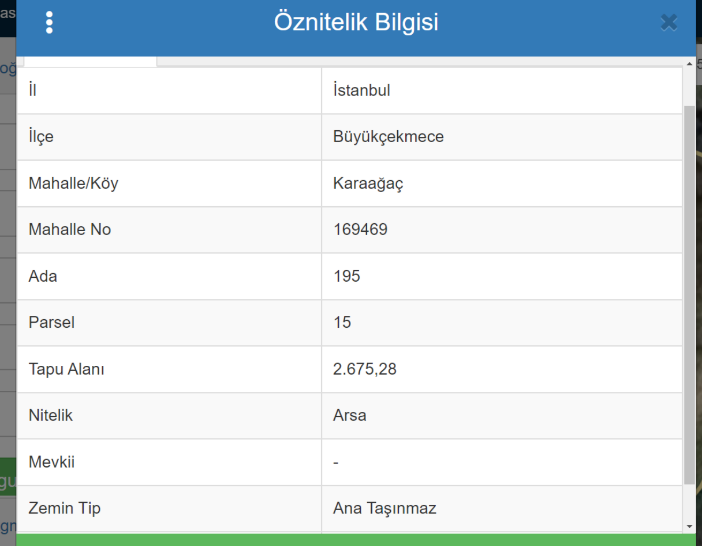 Öznitelik Bilgisi
İl İstanbul
İlçe Büyükçekmece
Mahalle/Köy Karaağaç
Mahalle No 169469
Ada 195
Parsel 15
Tapu Alanı 2.675,28
Nitelik Arsa
Mevkii -
Zemin Tip Ana Taşınmaz